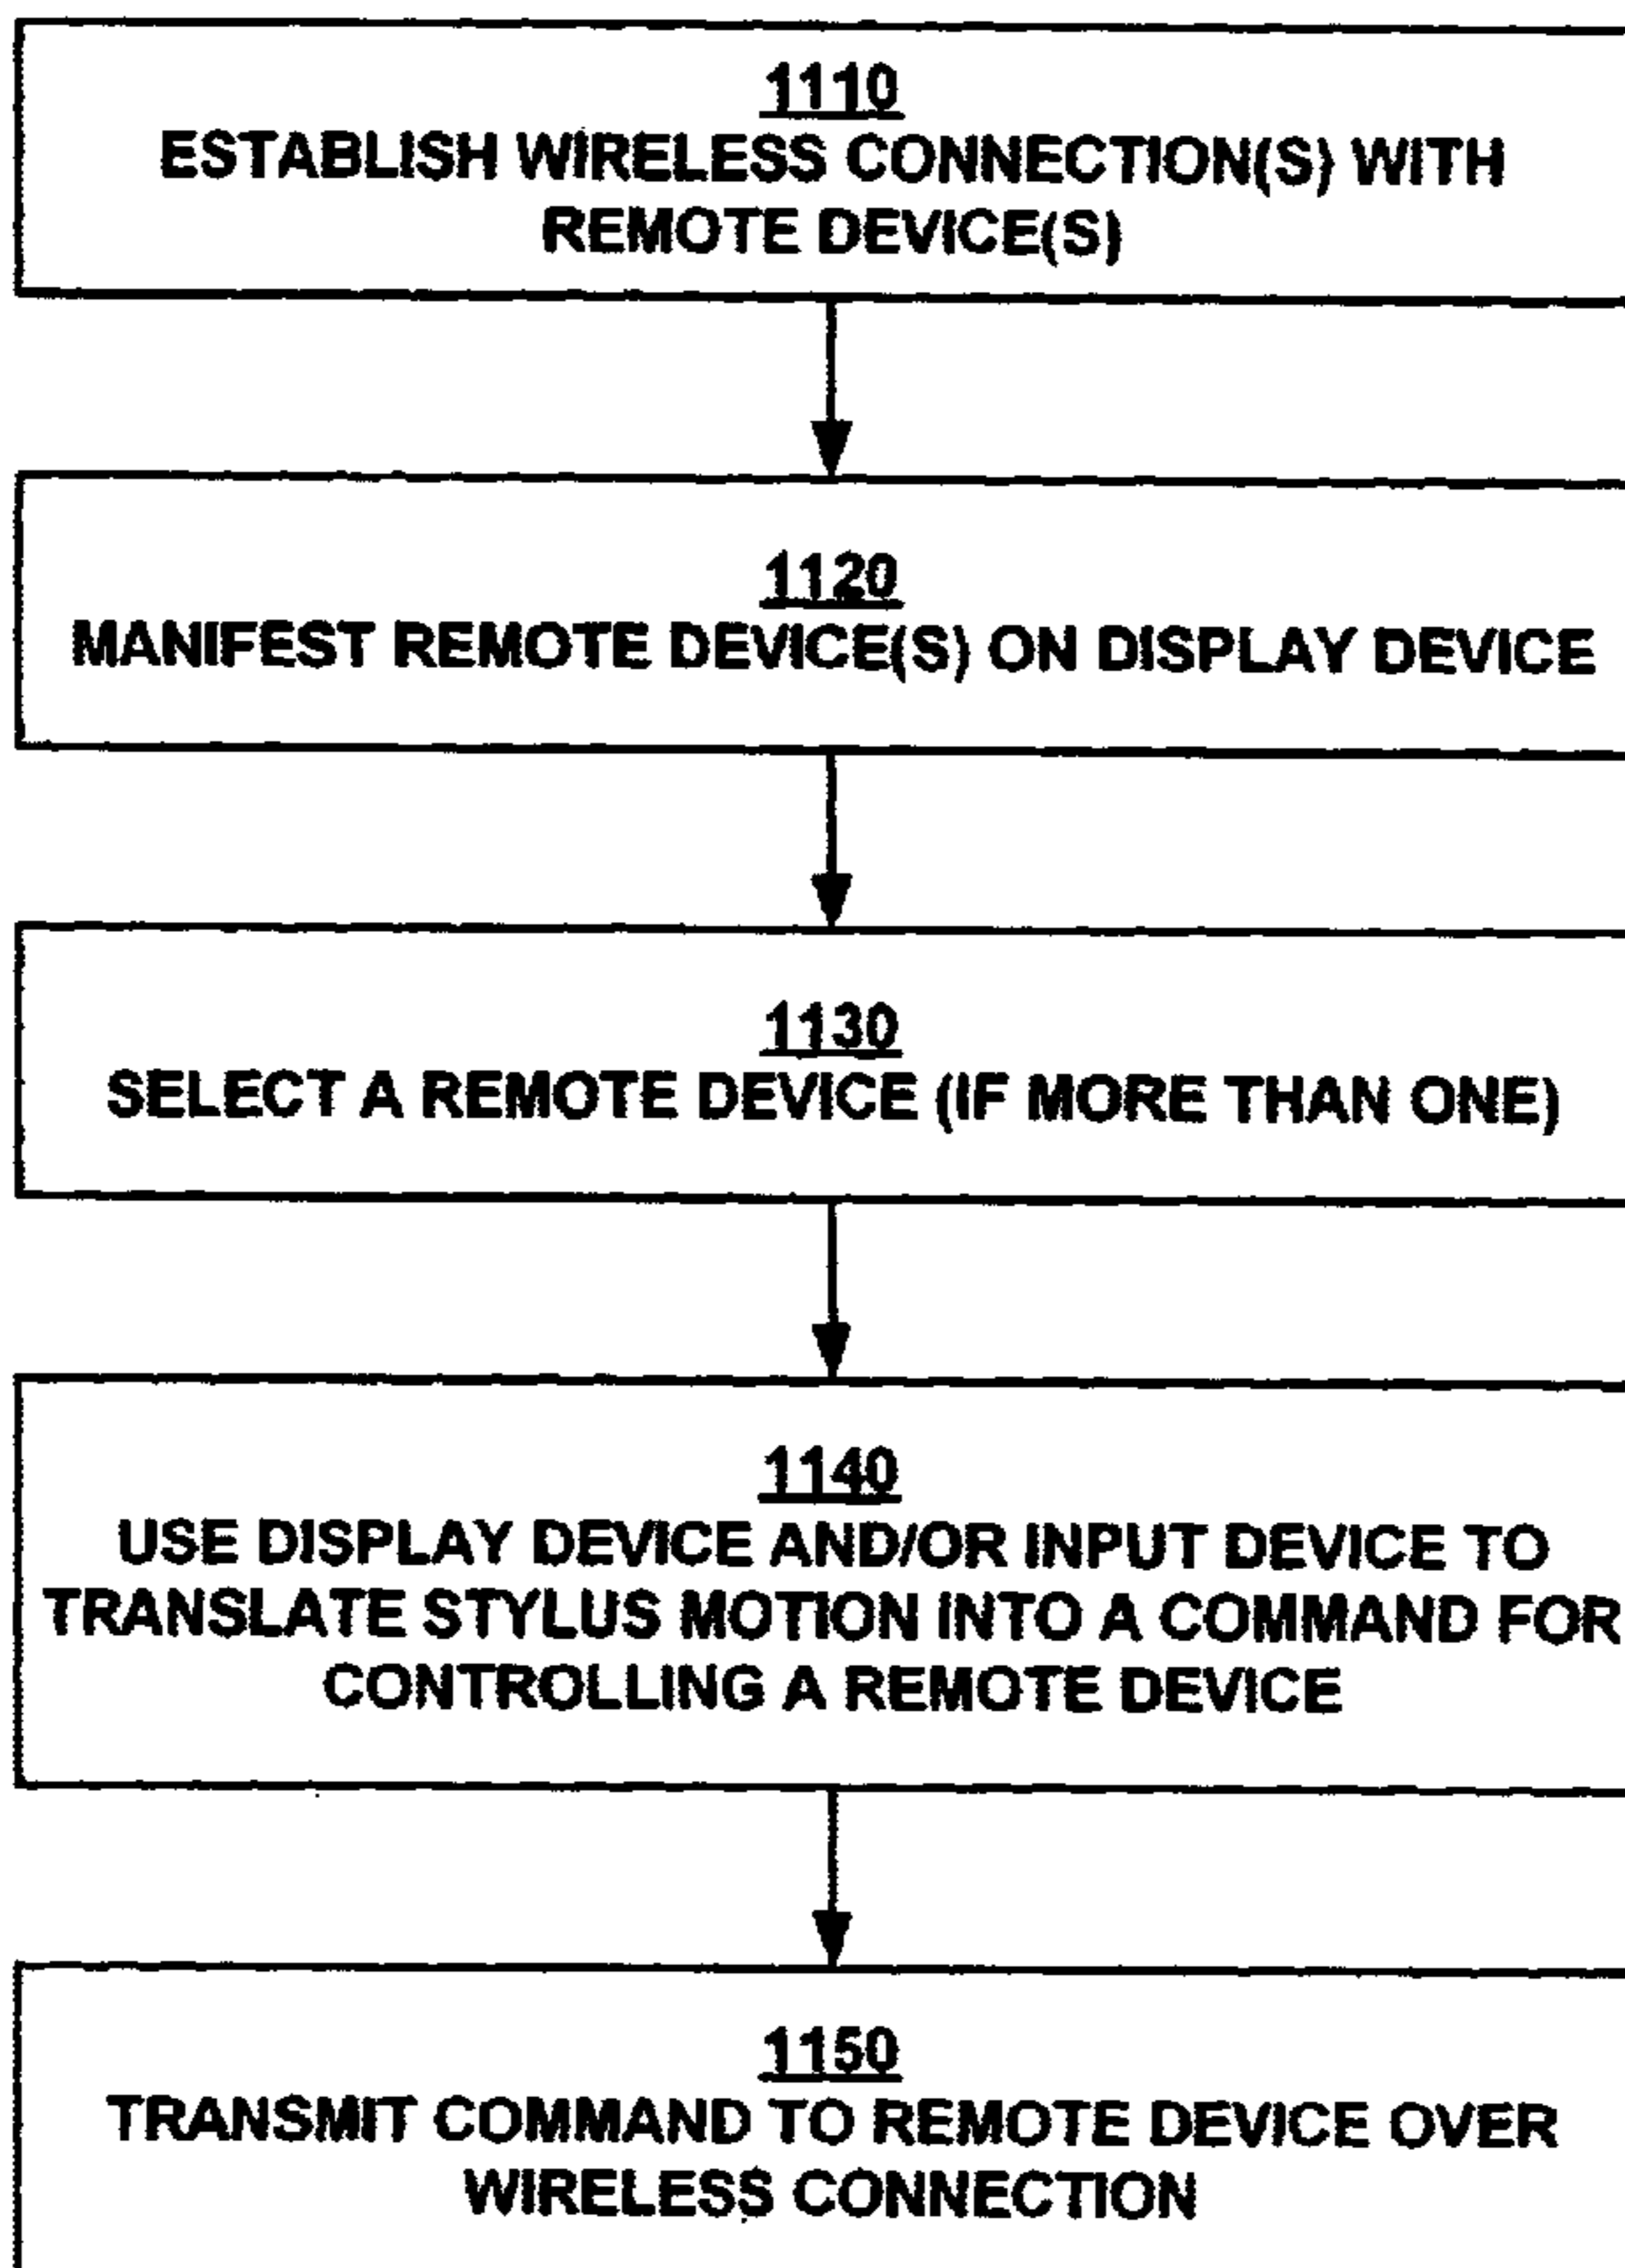 1110
ESTABLISH WIRELESS CONNECTION(S) WITH
REMOTE DEVICE(S)
1120
MANIFEST REMOTE DEVICE(S) ON DISPLAY DEVICE
1130
SELECT A REMOTE DEVICE (IF MORE THAN ONE)
1140
USE DISPLAY DEVICE AND/OR INPUT DEVICE TO
TRANSLATE STYLUS MOTION INTO A COMMAND FOR
CONTROLLING A REMOTE DEVICE
1150
TRANSMIT COMMAND TO REMOTE DEVICE OVER
WIRELESS CONNECTION